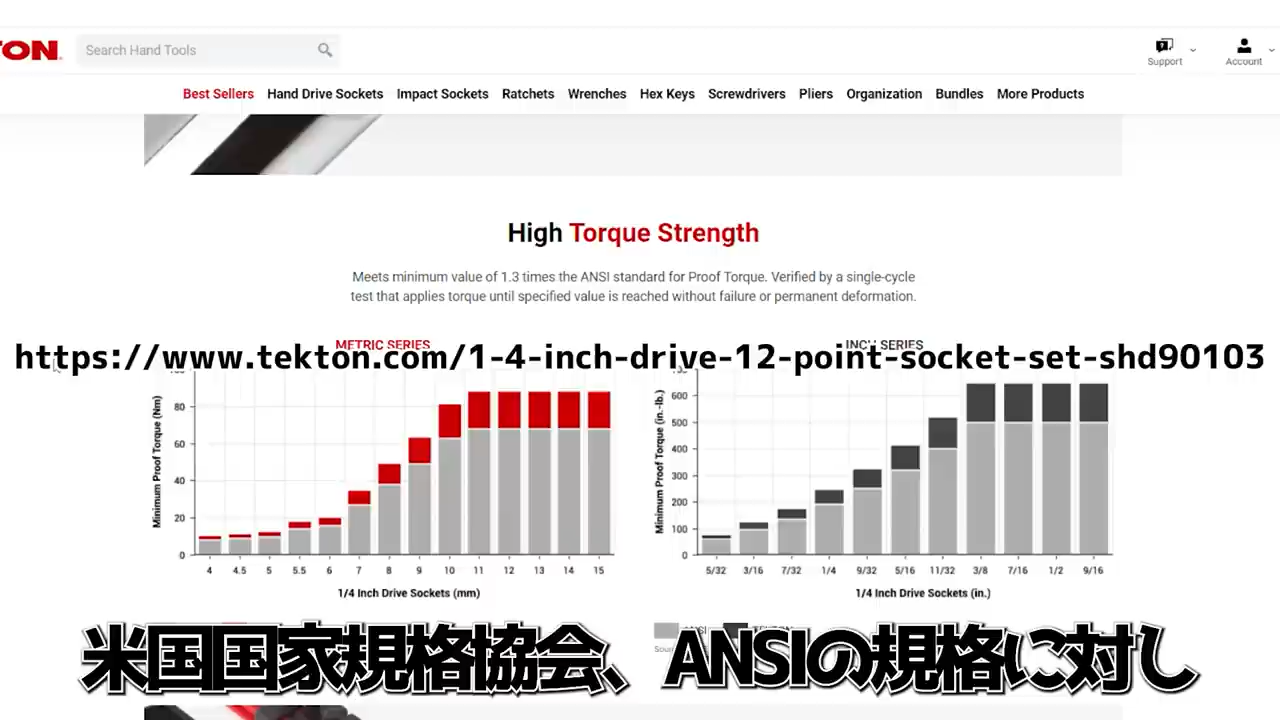 TON
Search Hand Tools
Support
Account
Best Sellers Hand Drive Sockets Impact Sockets Ratchets Wrenches Hex Keys Screwdrivers Pliers Organization Bundles More Products
High Torque Strength
Meets minimum value of 1.3 times the ANSI standard for Proof Torque. Verified by a single-cycle
test that applies torque until specified value is reached without failure or permanent deformation.
METRIC SERIES
INCH SERIES
https://www.tekton.com/1-4-inch-drive-12-point-socket-set-shd90103
Minimum Proof Torque (Nm)
80
60
40
20
0
4 4.5 5 5.5 6 7 8 9 10 11 12 13 14 15
1/4 Inch Drive Sockets (mm)
Minimum Proof Torque (in.-lb.)
600
500
400
300
200
100
0
5/32 3/16 7/32 1/4 9/32 5/16 11/32 3/8 7/16 1/2 9/16
1/4 Inch Drive Sockets (in.)
米国国家規格協会、ANSIの規格に対し